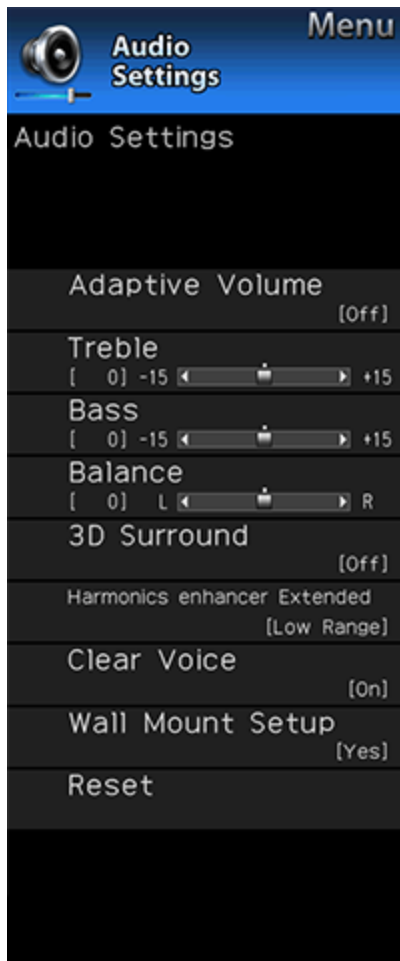 Menu
Audio
Settings
Audio Settings
Adaptive Volume
[Off]
Treble
[ 0] -15 +15
Bass
[ 0] -15 +15
Balance
[ 0] L R
3D Surround
[Off]
Harmonics enhancer Extended
[Low Range]
Clear Voice
[On]
Wall Mount Setup
[Yes]
Reset